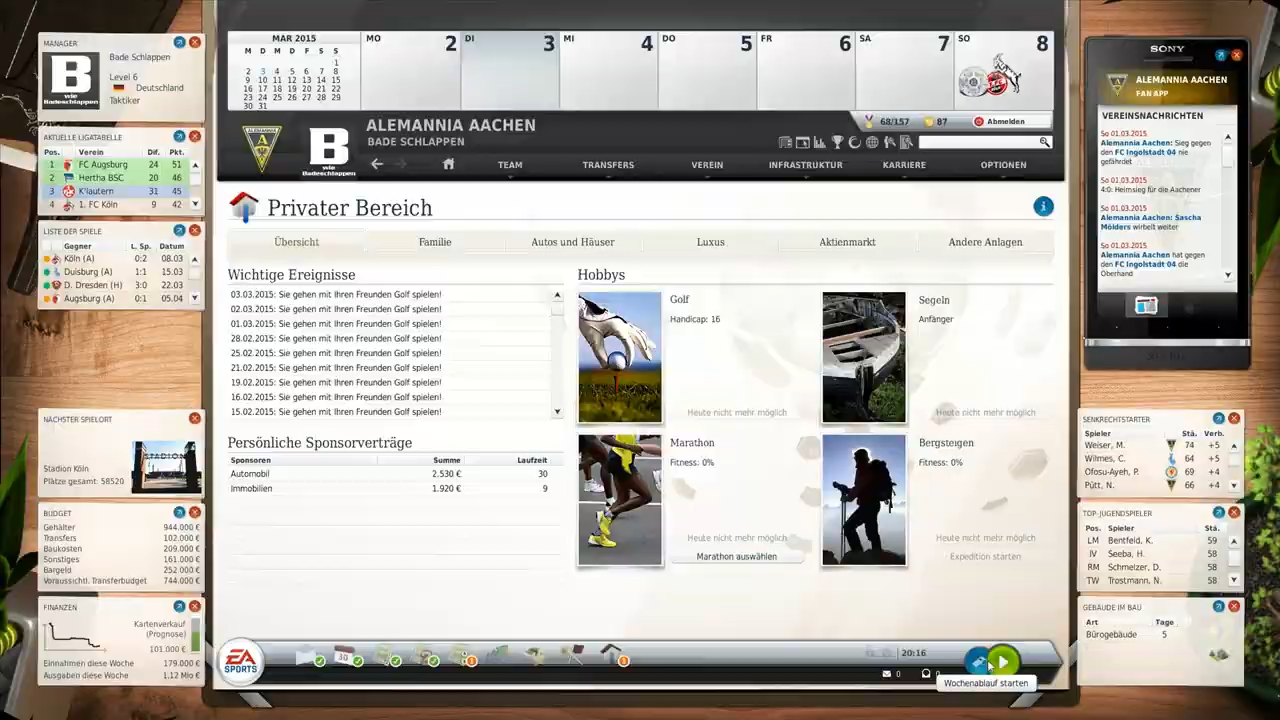 MANAGER
Bade Schlappen
Level 6
Deutschland
Taktiker
B
wie
Badeschlappen
AKTUELLE LIGATABELLE
Pos. Verein Dif. Pkt.
1 FC Augsburg 24 51
2 Hertha BSC 20 46
3 K'lautern 31 45
4 1. FC Köln 9 42
LISTE DER SPIELE
Gegner L. Sp. Datum
Köln (A) 0:2 08.03
Duisburg (A) 1:1 15.03
D. Dresden (H) 3:0 22.03
Augsburg (A) 0:1 05.04
NÄCHSTER SPIELORT
STADION
Stadion Köln
Plätze gesamt: 58520
BUDGET
Gehälter 944.000 €
Transfers 102.000 €
Baukosten 209.000 €
Sonstiges 161.000 €
Bargeld 252.000 €
Voraussichtl. Transferbudget 744.000 €
FINANZEN
Kartenverkauf
(Prognose)
101.000 €
Einnahmen diese Woche 179.000 €
Ausgaben diese Woche 1,12 Mio €
MAR 2015
M D M D F S S
1
2 3 4 5 6 7 8
9 10 11 12 13 14 15
16 17 18 19 20 21 22
23 24 25 26 27 28 29
30 31
MO 2 DI 3 MI 4 DO 5 FR 6 SA 7 SO 8
ALEMANNIA AACHEN
BADE SCHLAPPEN
B
wie
Badeschlappen
68/157 87 Abmelden
TEAM TRANSFERS VEREIN INFRASTRUKTUR KARRIERE OPTIONEN
Privater Bereich
Übersicht Familie Autos und Häuser Luxus Aktienmarkt Andere Anlagen
Wichtige Ereignisse
03.03.2015: Sie gehen mit Ihren Freunden Golf spielen!
02.03.2015: Sie gehen mit Ihren Freunden Golf spielen!
01.03.2015: Sie gehen mit Ihren Freunden Golf spielen!
28.02.2015: Sie gehen mit Ihren Freunden Golf spielen!
25.02.2015: Sie gehen mit Ihren Freunden Golf spielen!
21.02.2015: Sie gehen mit Ihren Freunden Golf spielen!
19.02.2015: Sie gehen mit Ihren Freunden Golf spielen!
16.02.2015: Sie gehen mit Ihren Freunden Golf spielen!
15.02.2015: Sie gehen mit Ihren Freunden Golf spielen!
Persönliche Sponsorverträge
Sponsoren Summe Laufzeit
Automobil 2.530 € 30
Immobilien 1.920 € 9
Hobbys
Golf
Handicap: 16
Heute nicht mehr möglich
Segeln
Anfänger
Heute nicht mehr möglich
Marathon
Fitness: 0%
Heute nicht mehr möglich
Marathon auswählen
Bergsteigen
Fitness: 0%
Heute nicht mehr möglich
Expedition starten
EA
SPORTS
30
1
1
20:16
0
Wochenablauf starten
SONY
ALEMANNIA AACHEN
FAN APP
VEREINSNACHRICHTEN
So 01.03.2015
Alemannia Aachen: Sieg gegen
den FC Ingolstadt 04 nie
gefährdet
So 01.03.2015
4:0: Heimsieg für die Aachener
So 01.03.2015
Alemannia Aachen: Sascha
Mölders wirbelt weiter
So 01.03.2015
Alemannia Aachen hat gegen
den FC Ingolstadt 04 die
Oberhand
XPERIA
SENKRECHTSTARTER
Spieler Stä. Verb.
Weiser, M. 74 +5
Wilmes, C. 64 +5
Ofosu-Ayeh, P. 69 +4
Pütt, N. 66 +4
TOP-JUGENDSPIELER
Pos. Spieler Stä.
LM Bentfeld, K. 59
IV Seeba, H. 58
RM Schmelzer, D. 58
TW Trostmann, N. 58
GEBÄUDE IM BAU
Art Tage
Bürogebäude 5